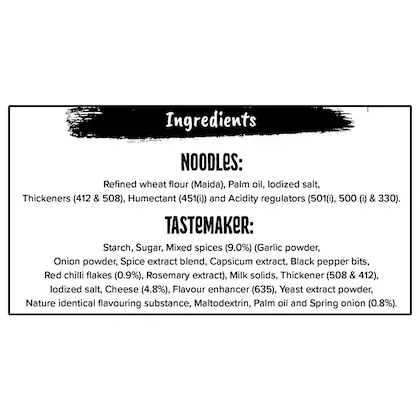 Ingredients
NOODLES:
Refined wheat flour (Maida), Palm oil, Iodized salt,
Thickeners (412 & 508), Humectant (451(i)) and Acidity regulators (501(i), 500 (i) & 330).
TASTEMAKER:
Starch, Sugar, Mixed spices (9.0%) (Garlic powder,
Onion powder, Spice extract blend, Capsicum extract, Black pepper bits,
Red chilli flakes (0.9%), Rosemary extract), Milk solids, Thickener (508 & 412),
Iodized salt, Cheese (4.8%), Flavour enhancer (635), Yeast extract powder,
Nature identical flavouring substance, Maltodextrin, Palm oil and Spring onion (0.8%).